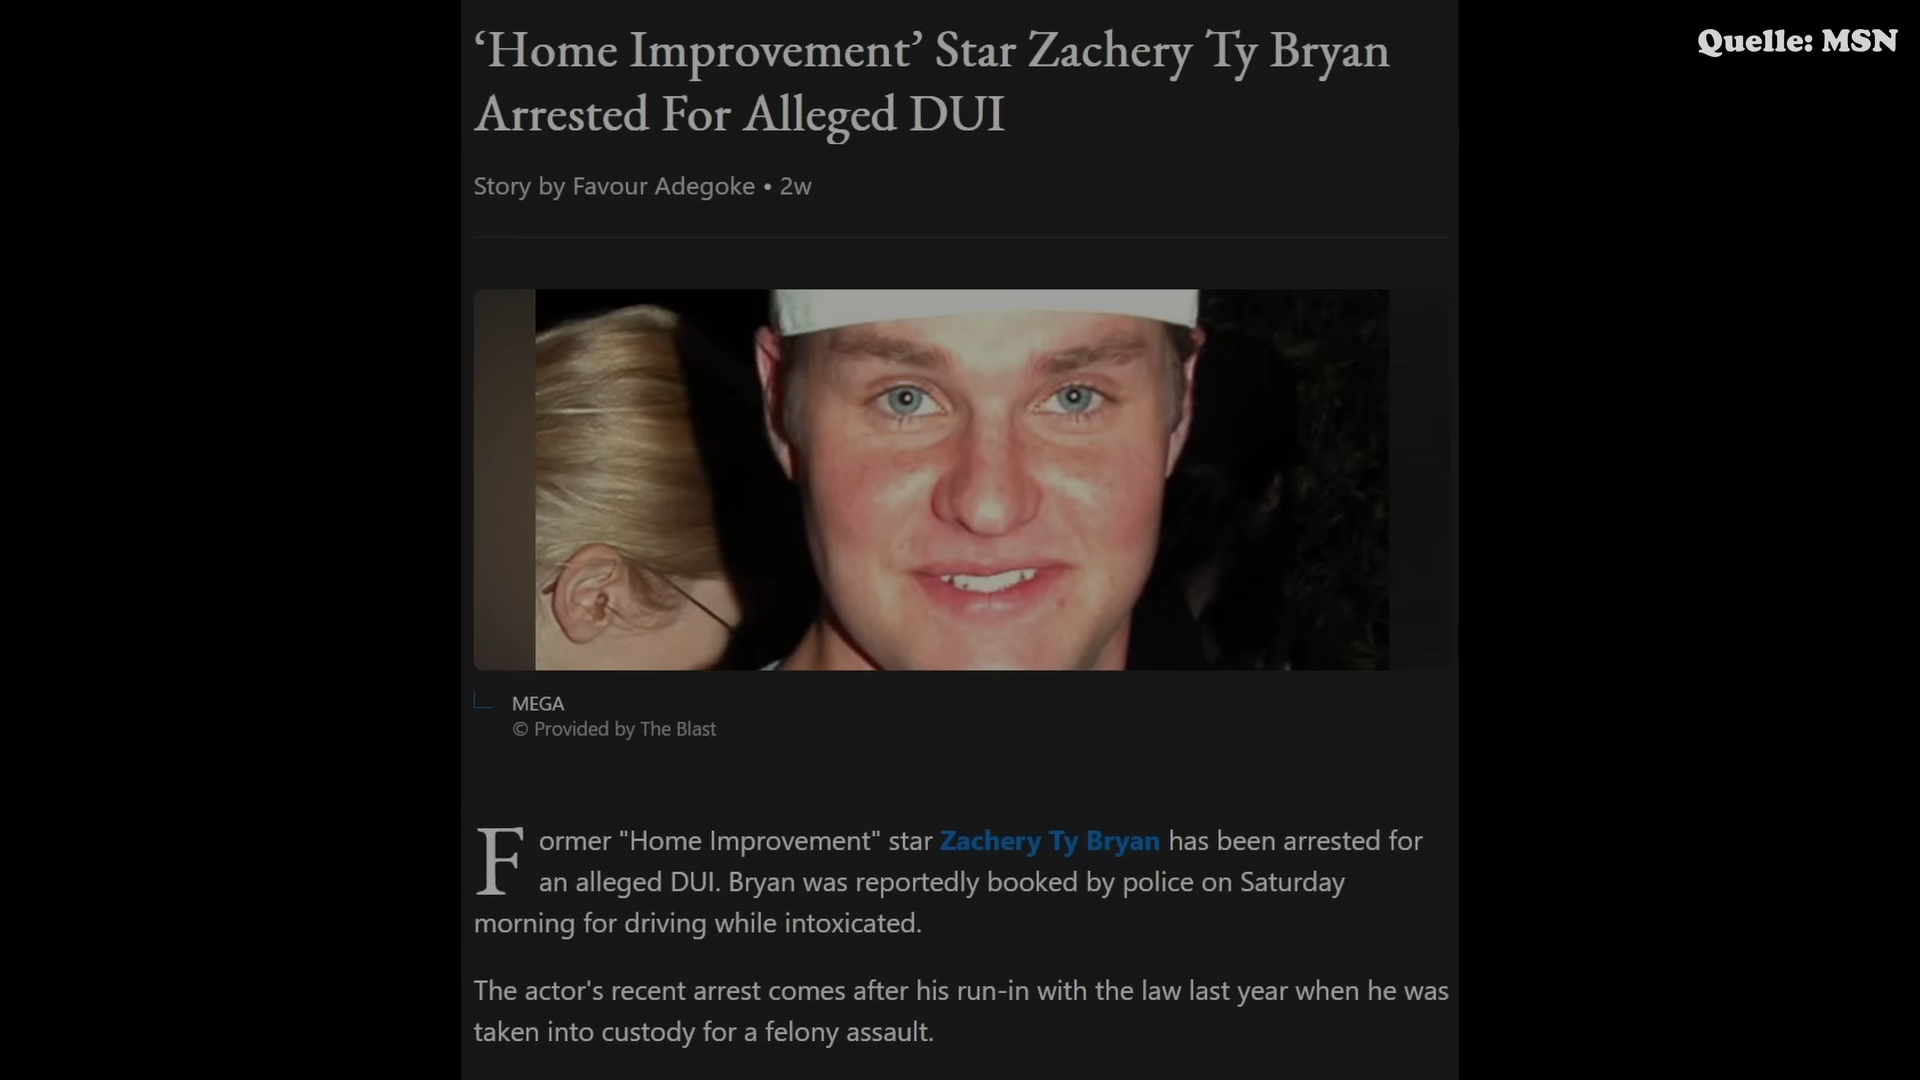 ‘Home Improvement’ Star Zachery Ty Bryan
Arrested For Alleged DUI
Quelle: MSN
Story by Favour Adegoke • 2w
MEGA
© Provided by The Blast
Former "Home Improvement" star Zachery Ty Bryan has been arrested for
an alleged DUI. Bryan was reportedly booked by police on Saturday
morning for driving while intoxicated.
The actor's recent arrest comes after his run-in with the law last year when he was
taken into custody for a felony assault.